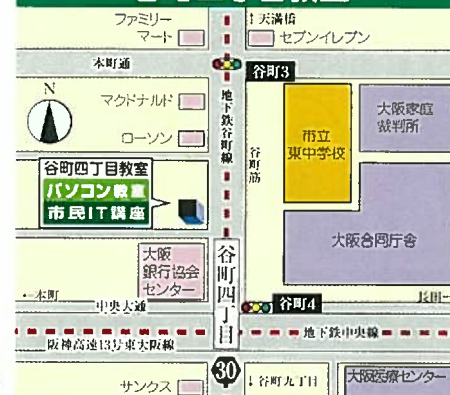 ファミリー
マート
↑天満橋
セブンイレブン
本町通
谷町3
N
マクドナルド
地下鉄谷町線
市立
東中学校
大阪家庭
裁判所
ローソン
谷町筋
谷町四丁目教室
パソコン教室
市民IT講座
大阪合同庁舎
大阪
銀行協会
センター
谷町四丁目
←本町
中央大通
谷町4
長田→
地下鉄中央線
阪神高速13号東大阪線
30
サンクス
↓谷町九丁目
大阪医療センター